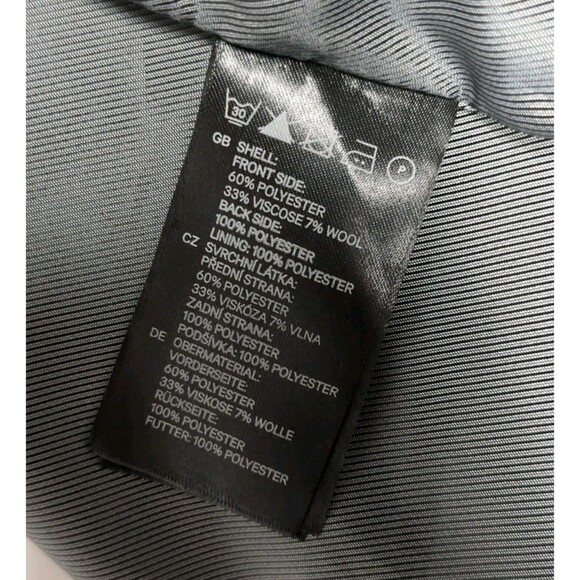 30
P
GB SHELL:
FRONT SIDE:
60% POLYESTER
33% VISCOSE 7% WOOL
BACK SIDE:
100% POLYESTER
LINING: 100% POLYESTER
CZ SVRCHNÍ LÁTKA:
PŘEDNÍ STRANA:
60% POLYESTER
33% VISKÓZA 7% VLNA
ZADNÍ STRANA:
100% POLYESTER
PODŠÍVKA: 100% POLYESTER
DE OBERMATERIAL:
VORDERSEITE:
60% POLYESTER
33% VISKOSE 7% WOLLE
RÜCKSEITE:
100% POLYESTER
FUTTER: 100% POLYESTER